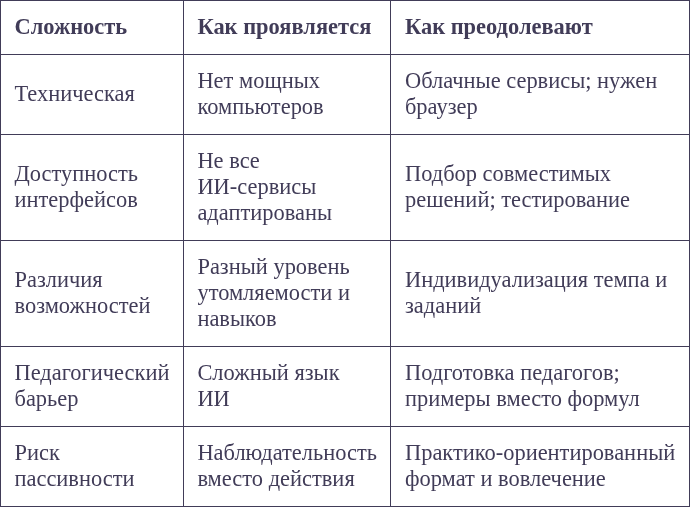 Сложность
Как проявляется
Как преодолевают
Техническая
Нет мощных
компьютеров
Облачные сервисы; нужен
браузер
Доступность
интерфейсов
Не все
ИИ-сервисы
адаптированы
Подбор совместимых
решений; тестирование
Различия
возможностей
Разный уровень
утомляемости и
навыков
Индивидуализация темпа и
заданий
Педагогический
барьер
Сложный язык
ИИ
Подготовка педагогов;
примеры вместо формул
Риск
пассивности
Наблюдательность
вместо действия
Практико-ориентированный
формат и вовлечение